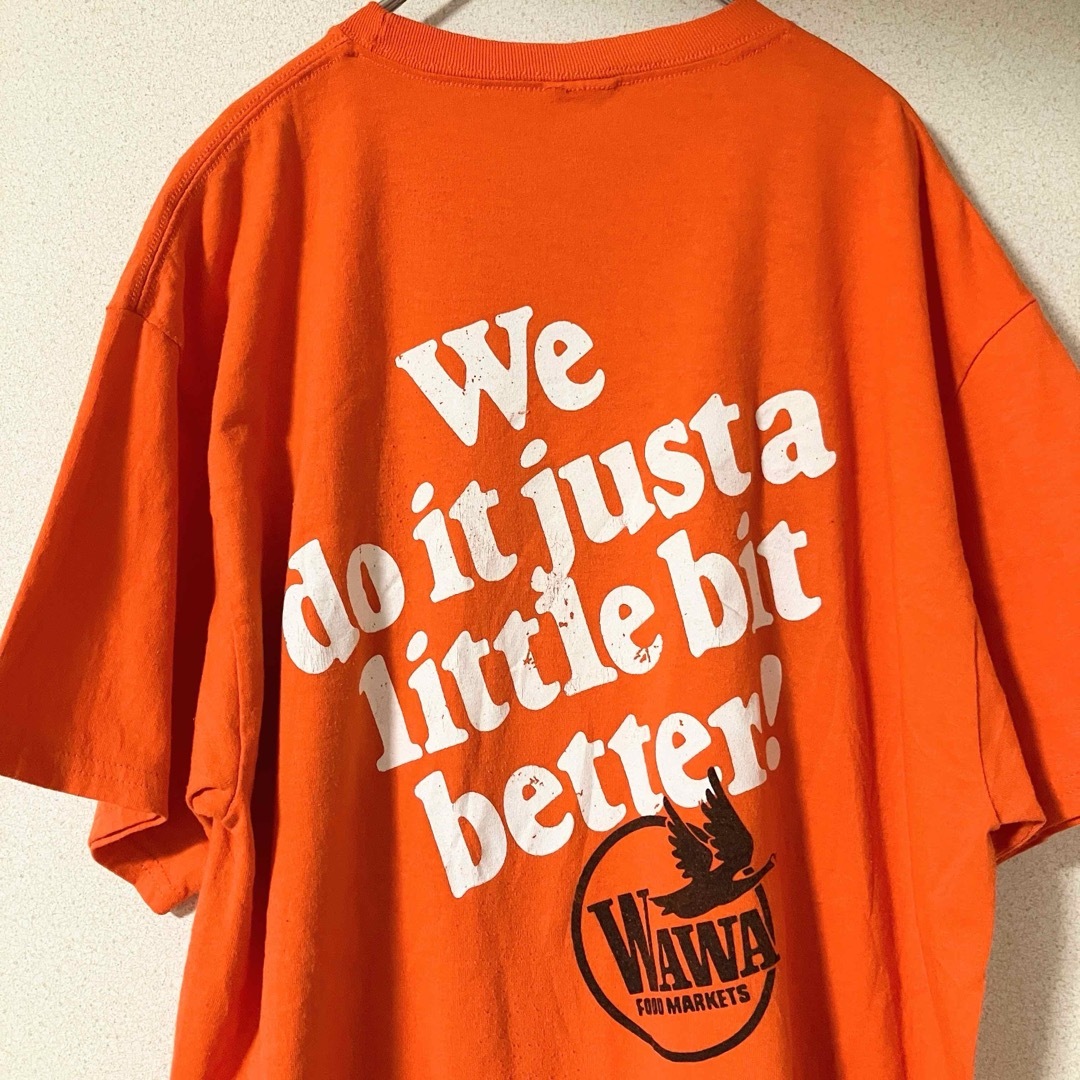 We
do it just a
little bit
better!
WAWA
FOOD MARKETS